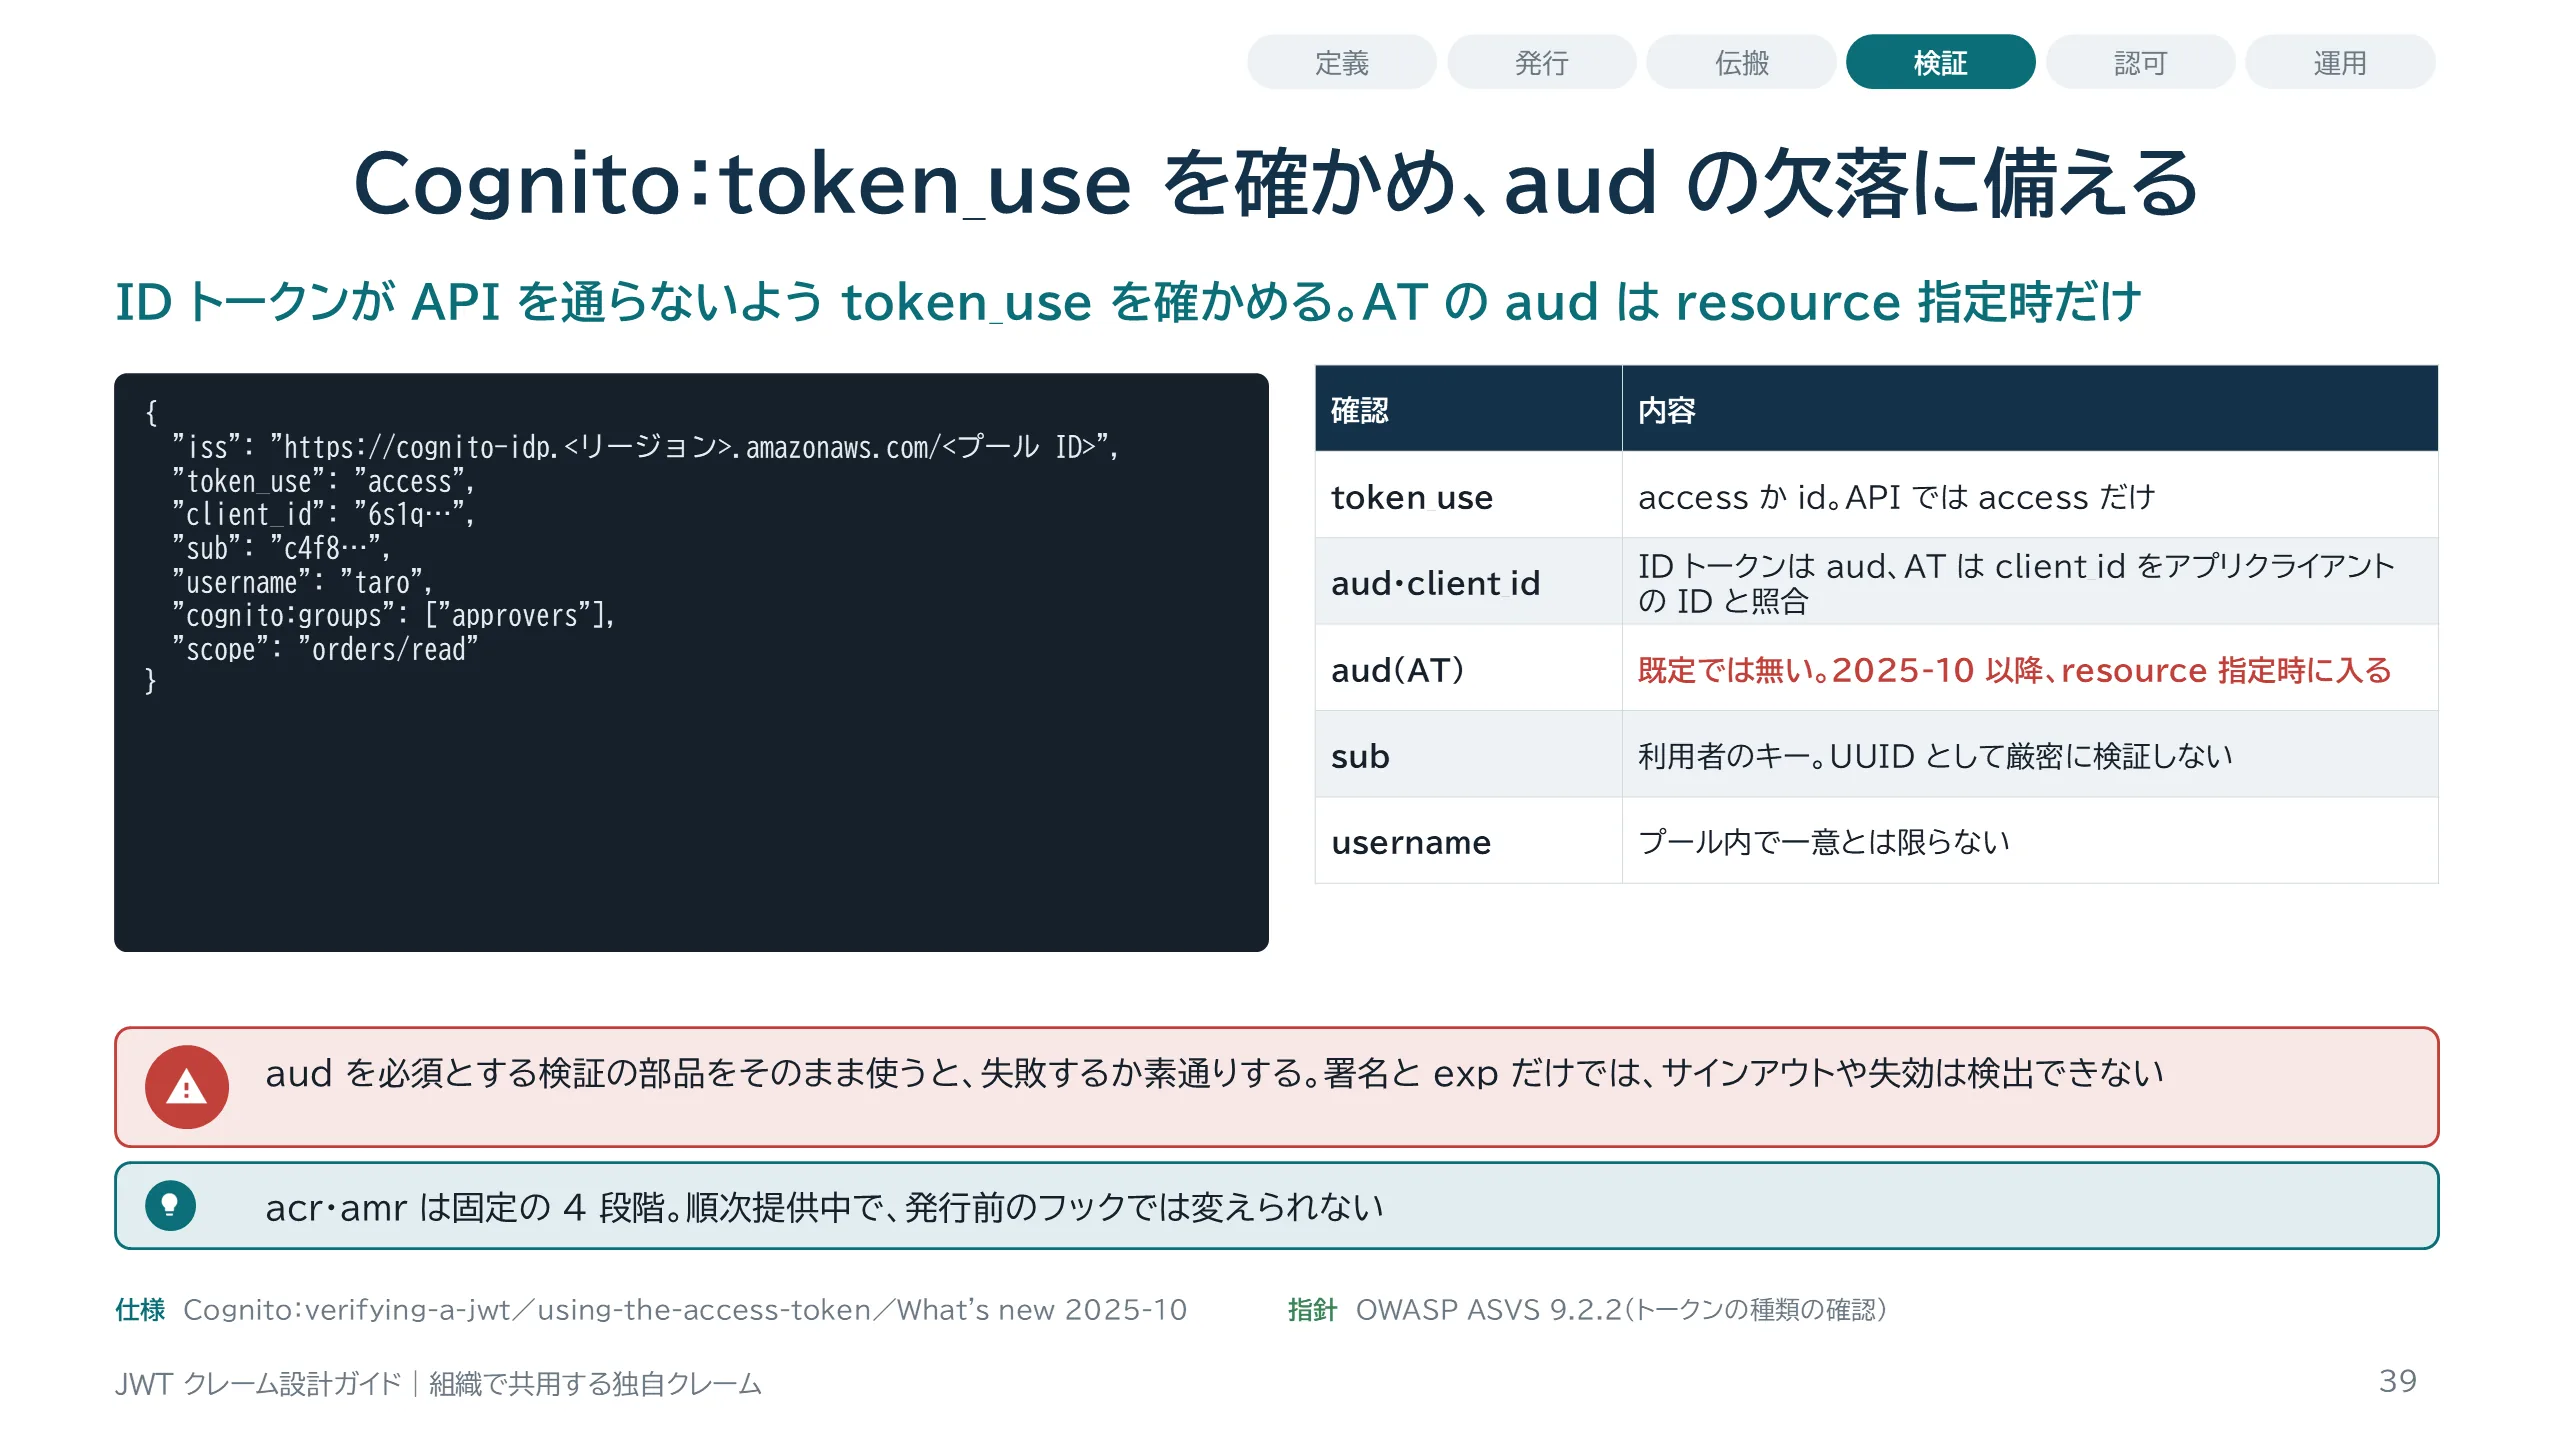 定義
発行
伝搬
検証
認可
運用
Cognito：token_use を確かめ、aud の欠落に備える
ID トークンが API を通らないよう token_use を確かめる。AT の aud は resource 指定時だけ
{
  "iss": "https://cognito-idp.<リージョン>.amazonaws.com/<プール ID>",
  "token_use": "access",
  "client_id": "6s1q…",
  "sub": "c4f8…",
  "username": "taro",
  "cognito:groups": ["approvers"],
  "scope": "orders/read"
}
確認 内容
token_use access か id。API では access だけ
aud・client_id ID トークンは aud、AT は client_id をアプリクライアント
の ID と照合
aud（AT） 既定では無い。2025-10 以降、resource 指定時に入る
sub 利用者のキー。UUID として厳密に検証しない
username プール内で一意とは限らない
aud を必須とする検証の部品をそのまま使うと、失敗するか素通りする。署名と exp だけでは、サインアウトや失効は検出できない
acr・amr は固定の 4 段階。順次提供中で、発行前のフックでは変えられない
仕様 Cognito：verifying-a-jwt／using-the-access-token／What's new 2025-10
指針 OWASP ASVS 9.2.2（トークンの種類の確認）
JWT クレーム設計ガイド｜組織で共用する独自クレーム
39